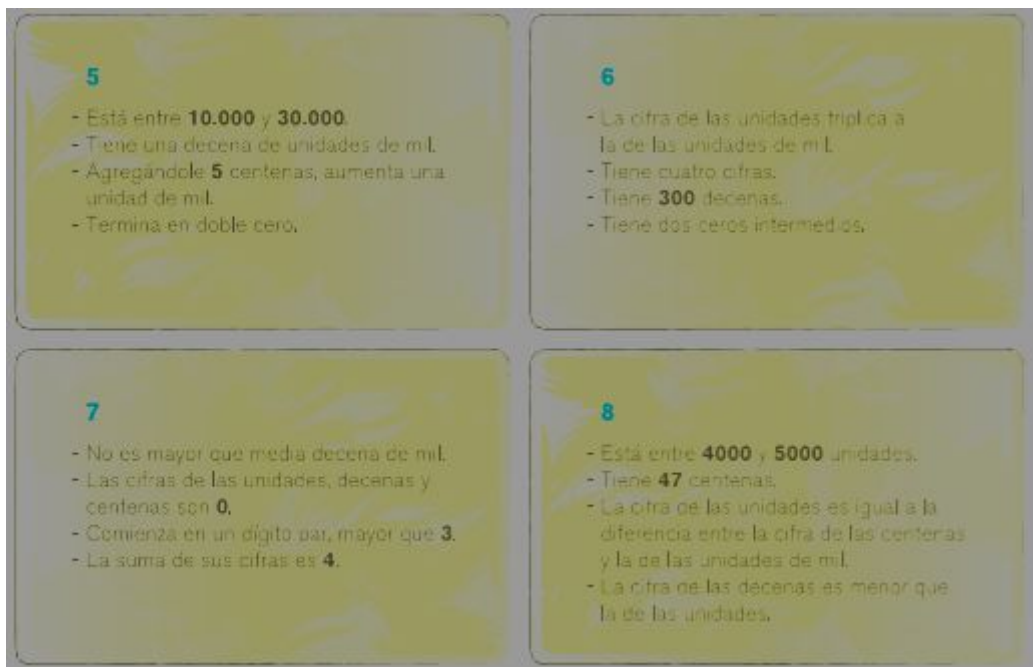 5
- Está entre 10.000 y 30.000.
- Tiene una decena de unidades de mil.
- Agregándole 5 centenas, aumenta una
unidad de mil.
- Termina en doble cero.
6
- La cifra de las unidades triplica a
la de las unidades de mil.
- Tiene cuatro cifras.
- Tiene 300 decenas.
- Tiene dos ceros intermedios.
7
- No es mayor que media decena de mil.
- Las cifras de las unidades, decenas y
centenas son 0.
- Comienza en un dígito par, mayor que 3.
- La suma de sus cifras es 4.
8
- Está entre 4000 y 5000 unidades.
- Tiene 47 centenas.
- La cifra de las unidades es igual a la
diferencia entre la cifra de las centenas
y la de las unidades de mil.
- La cifra de las decenas es menor que
la de las unidades.